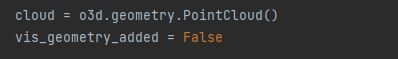 cloud = o3d.geometry.PointCloud()
vis_geometry_added = False